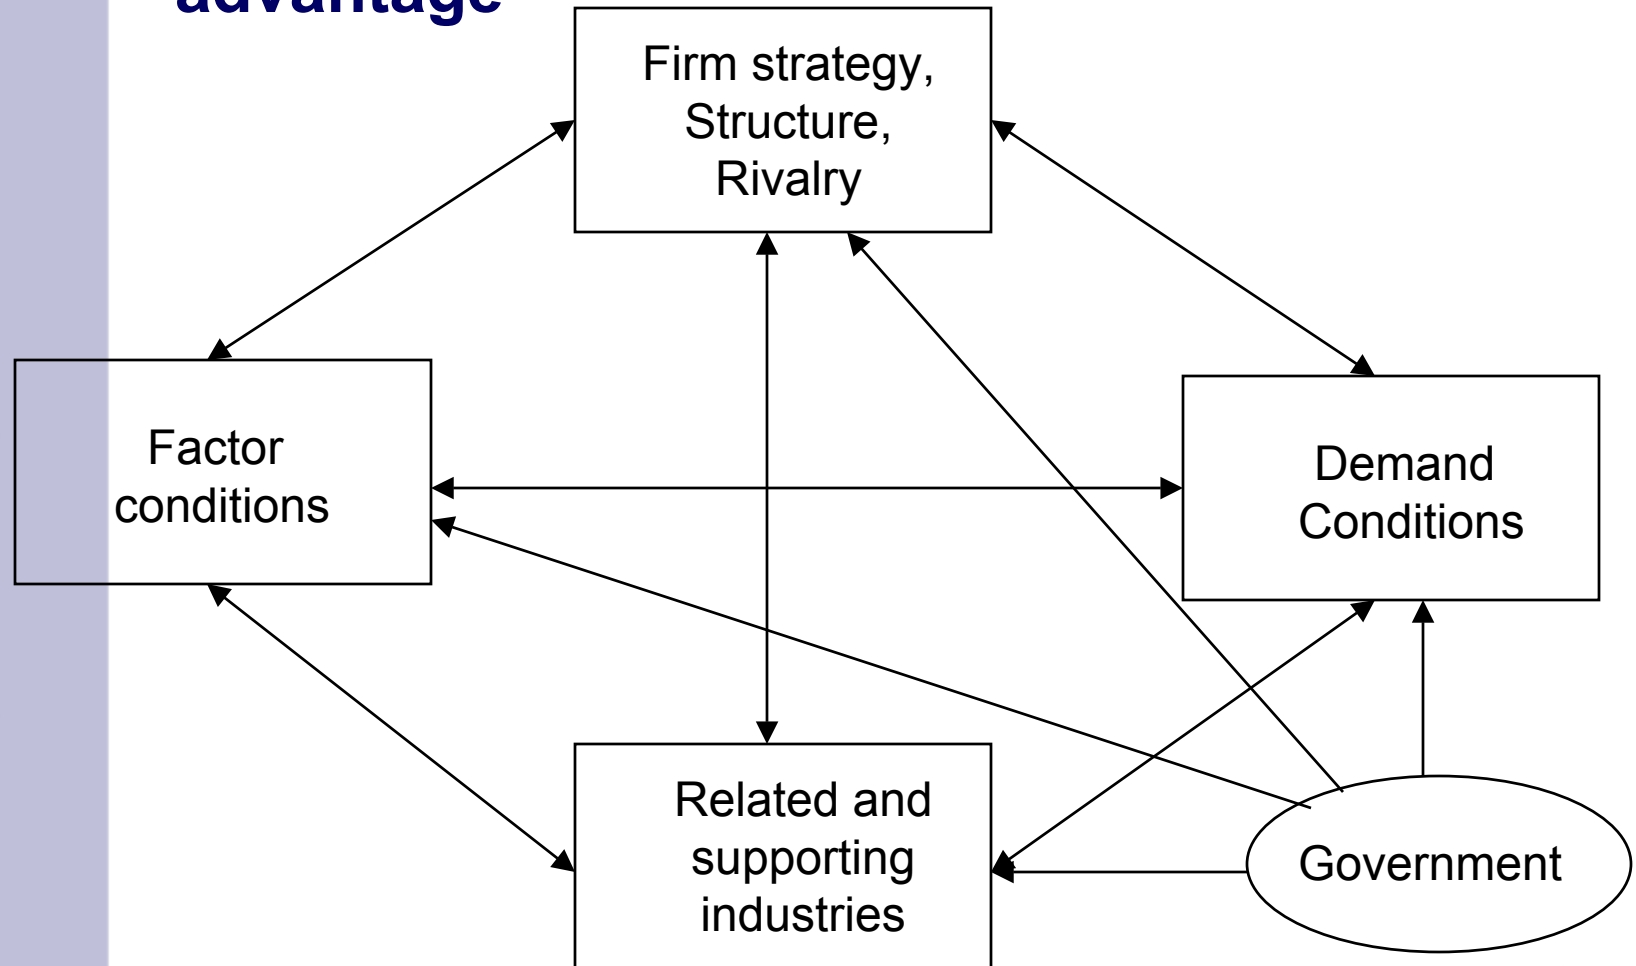 advantage
Firm strategy,
Structure,
Rivalry
Factor
conditions
Demand
Conditions
Related and
supporting
industries
Government